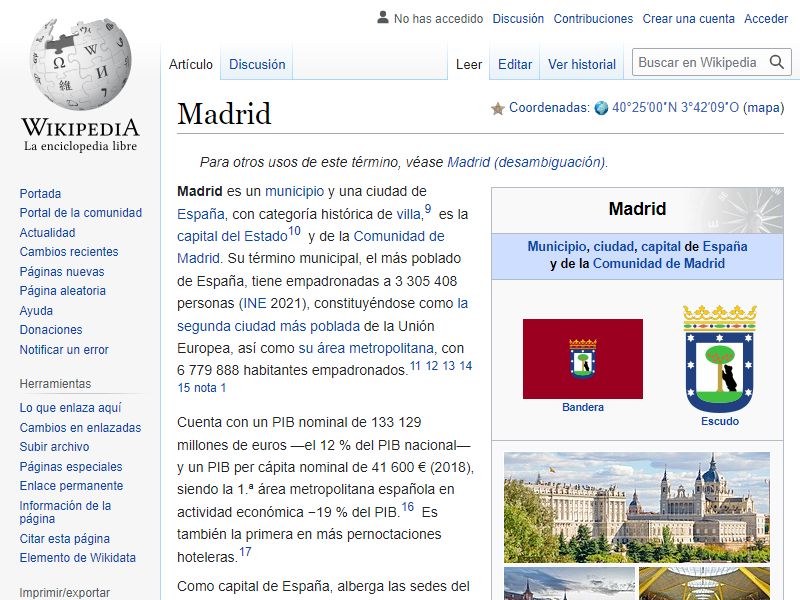 No has accedido Discusión Contribuciones Crear una cuenta Acceder
Artículo Discusión Leer Editar Ver historial Buscar en Wikipedia
WIKIPEDIA
La enciclopedia libre
Portada
Portal de la comunidad
Actualidad
Cambios recientes
Páginas nuevas
Página aleatoria
Ayuda
Donaciones
Notificar un error
Herramientas
Lo que enlaza aquí
Cambios en enlazadas
Subir archivo
Páginas especiales
Enlace permanente
Información de la
página
Citar esta página
Elemento de Wikidata
Imprimir/exportar
Madrid
Coordenadas: 40°25′00″N 3°42′09″O (mapa)
Para otros usos de este término, véase Madrid (desambiguación).
Madrid es un municipio y una ciudad de
España, con categoría histórica de villa,9 es la
capital del Estado10 y de la Comunidad de
Madrid. Su término municipal, el más poblado
de España, tiene empadronadas a 3 305 408
personas (INE 2021), constituyéndose como la
segunda ciudad más poblada de la Unión
Europea, así como su área metropolitana, con
6 779 888 habitantes empadronados.11 12 13 14
15 nota 1
Cuenta con un PIB nominal de 133 129
millones de euros —el 12 % del PIB nacional—
y un PIB per cápita nominal de 41 600 € (2018),
siendo la 1.ª área metropolitana española en
actividad económica −19 % del PIB.16 Es
también la primera en más pernoctaciones
hoteleras.17
Como capital de España, alberga las sedes del
Madrid
Municipio, ciudad, capital de España
y de la Comunidad de Madrid
Bandera
Escudo